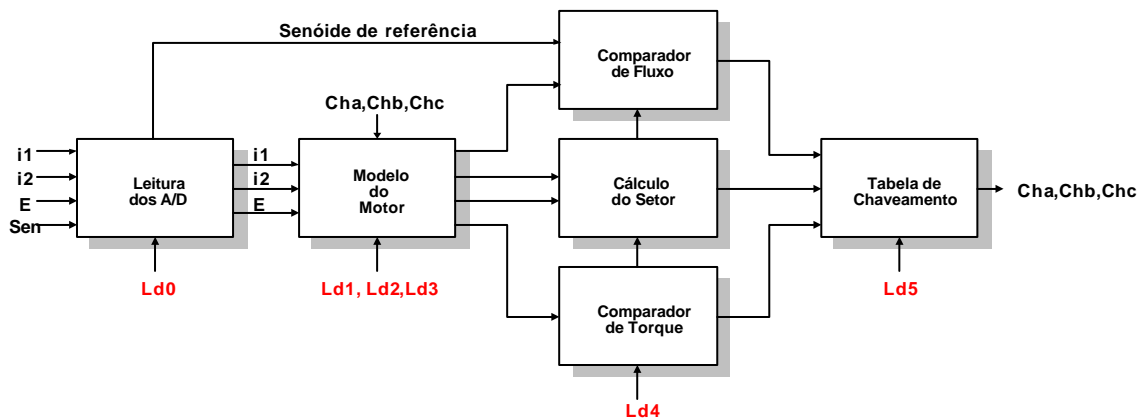 Senóide de referência
Comparador
de Fluxo
Cha,Chb,Chc
i1
i2
E
Sen
Leitura
dos A/D
i1
i2
E
Modelo
do
Motor
Cálculo
do Setor
Tabela de
Chaveamento
Cha,Chb,Chc
Ld0
Ld1, Ld2,Ld3
Comparador
de Torque
Ld5
Ld4